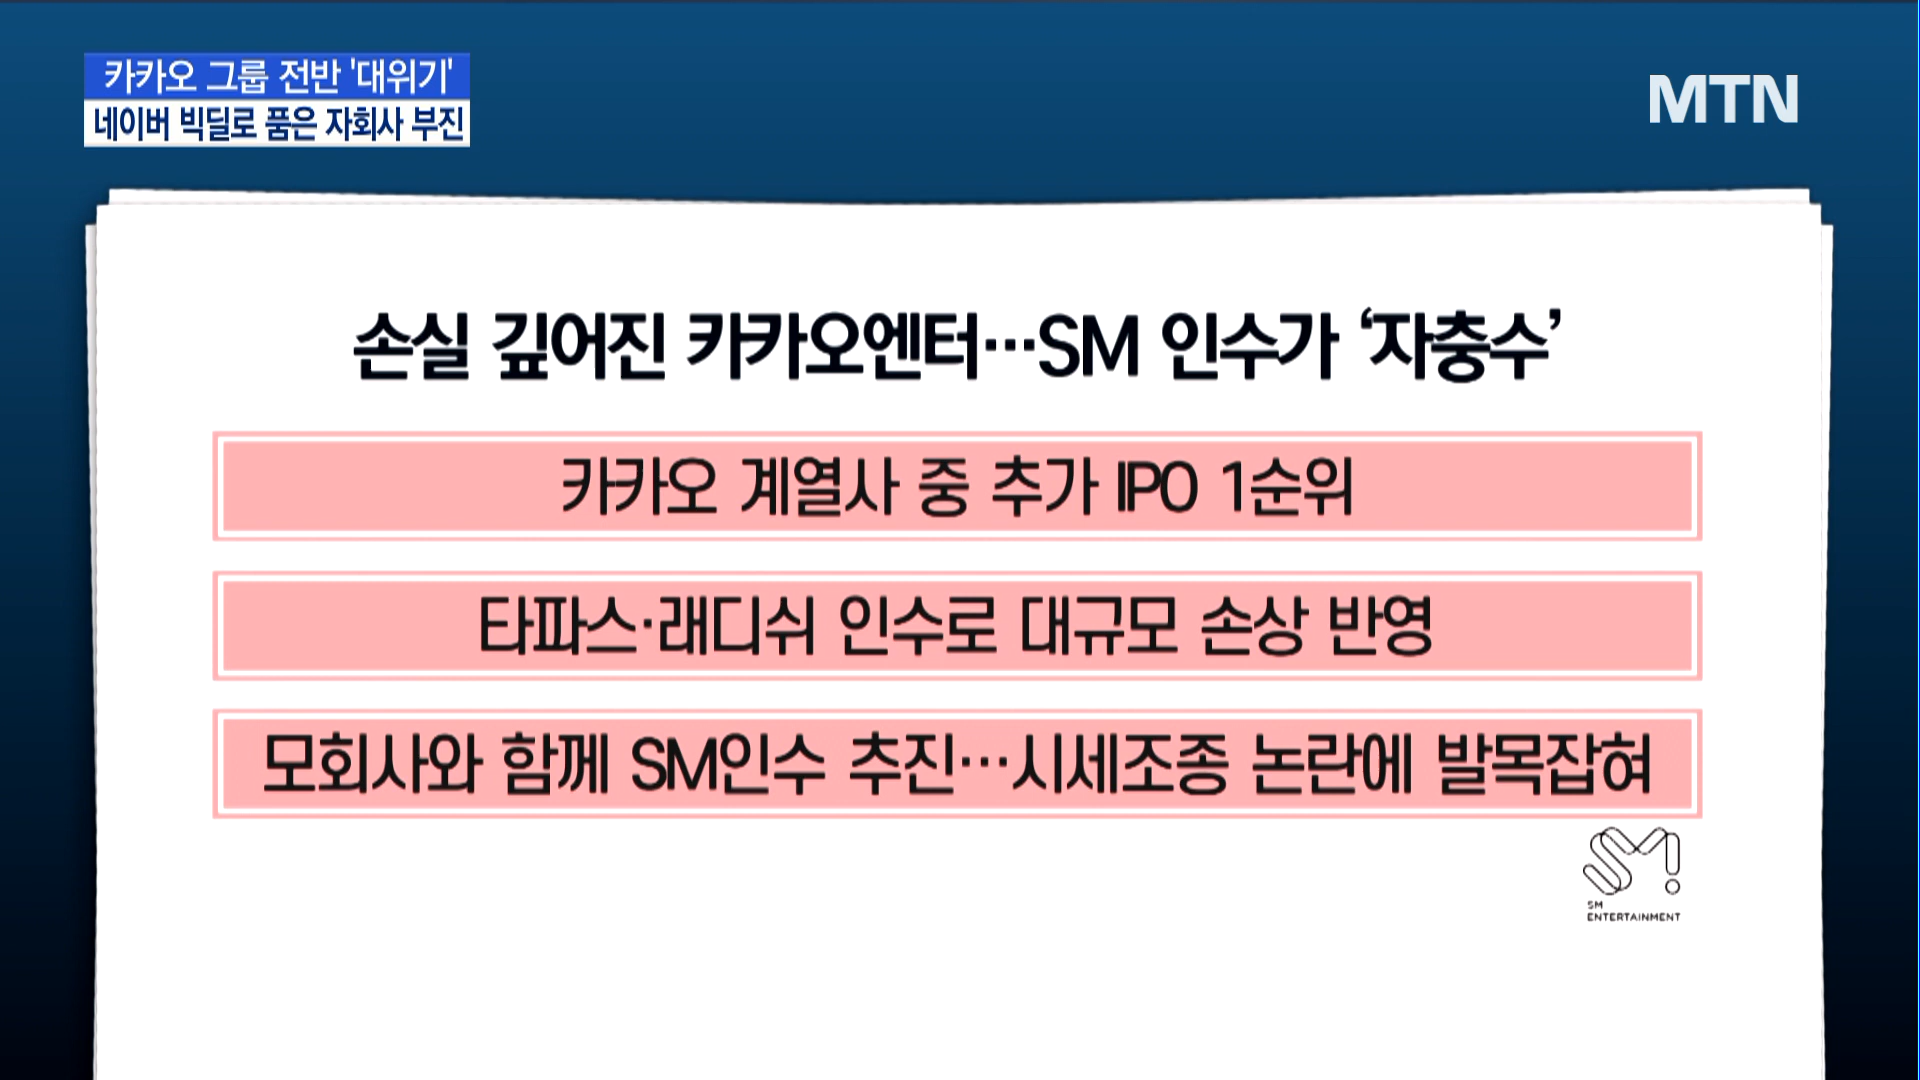 카카오 그룹 전반 '대위기'
네이버 빅딜로 품은 자회사 부진
MTN
손실 깊어진 카카오엔터…SM 인수가 ‘자충수’
카카오 계열사 중 추가 IPO 1순위
타파스·래디쉬 인수로 대규모 손상 반영
모회사와 함께 SM인수 추진…시세조종 논란에 발목잡혀
SM
SM
ENTERTAINMENT